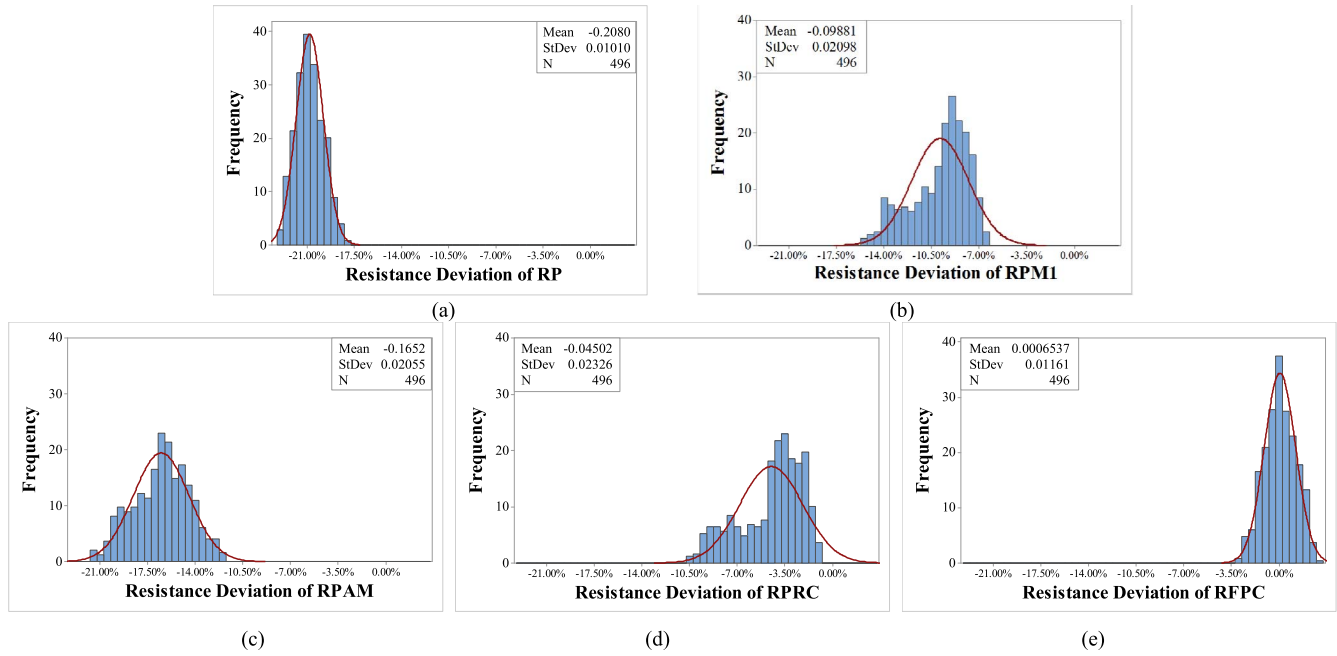 40
30
20
10
0
Frequency
Mean -0.2080
StDev 0.01010
N 496
-21.00% -17.50% -14.00% -10.50% -7.00% -3.50% 0.00%
Resistance Deviation of RP
(a)
40
30
20
10
0
Frequency
Mean -0.09881
StDev 0.02098
N 496
-21.00% -17.50% -14.00% -10.50% -7.00% -3.50% 0.00%
Resistance Deviation of RPM1
(b)
40
30
20
10
0
Frequency
Mean -0.1652
StDev 0.02055
N 496
-21.00% -17.50% -14.00% -10.50% -7.00% -3.50% 0.00%
Resistance Deviation of RPAM
(c)
40
30
20
10
0
Frequency
Mean -0.04502
StDev 0.02326
N 496
-21.00% -17.50% -14.00% -10.50% -7.00% -3.50% 0.00%
Resistance Deviation of RPRC
(d)
40
30
20
10
0
Frequency
Mean 0.0006537
StDev 0.01161
N 496
-21.00% -17.50% -14.00% -10.50% -7.00% -3.50% 0.00%
Resistance Deviation of RFPC
(e)